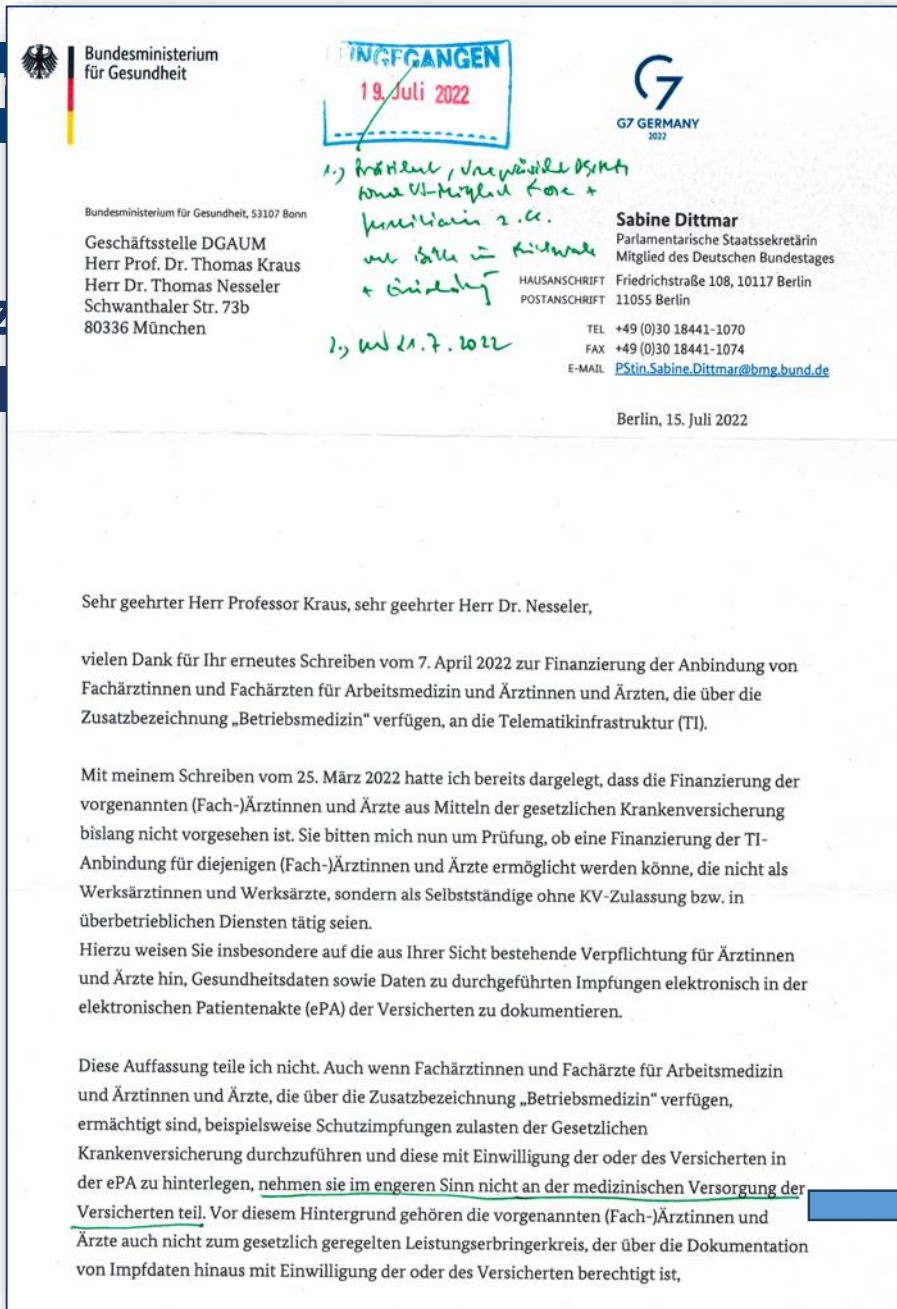 Bundesministerium
für Gesundheit
EINGEGANGEN
19. Juli 2022
G7 GERMANY
2022
1.)
+
2.) 21.7.2022
Bundesministerium für Gesundheit, 53107 Bonn
Geschäftsstelle DGAUM
Herr Prof. Dr. Thomas Kraus
Herr Dr. Thomas Nesseler
Schwanthaler Str. 73b
80336 München
Sabine Dittmar
Parlamentarische Staatssekretärin
Mitglied des Deutschen Bundestages
HAUSANSCHRIFT Friedrichstraße 108, 10117 Berlin
POSTANSCHRIFT 11055 Berlin
TEL +49 (0)30 18441-1070
FAX +49 (0)30 18441-1074
E-MAIL PStin.Sabine.Dittmar@bmg.bund.de
Berlin, 15. Juli 2022
Sehr geehrter Herr Professor Kraus, sehr geehrter Herr Dr. Nesseler,
vielen Dank für Ihr erneutes Schreiben vom 7. April 2022 zur Finanzierung der Anbindung von
Fachärztinnen und Fachärzten für Arbeitsmedizin und Ärztinnen und Ärzten, die über die
Zusatzbezeichnung „Betriebsmedizin“ verfügen, an die Telematikinfrastruktur (TI).
Mit meinem Schreiben vom 25. März 2022 hatte ich bereits dargelegt, dass die Finanzierung der
vorgenannten (Fach-)Ärztinnen und Ärzte aus Mitteln der gesetzlichen Krankenversicherung
bislang nicht vorgesehen ist. Sie bitten mich nun um Prüfung, ob eine Finanzierung der TI-
Anbindung für diejenigen (Fach-)Ärztinnen und Ärzte ermöglicht werden könne, die nicht als
Werksärztinnen und Werksärzte, sondern als Selbstständige ohne KV-Zulassung bzw. in
überbetrieblichen Diensten tätig seien.
Hierzu weisen Sie insbesondere auf die aus Ihrer Sicht bestehende Verpflichtung für Ärztinnen
und Ärzte hin, Gesundheitsdaten sowie Daten zu durchgeführten Impfungen elektronisch in der
elektronischen Patientenakte (ePA) der Versicherten zu dokumentieren.
Diese Auffassung teile ich nicht. Auch wenn Fachärztinnen und Fachärzte für Arbeitsmedizin
und Ärztinnen und Ärzte, die über die Zusatzbezeichnung „Betriebsmedizin“ verfügen,
ermächtigt sind, beispielsweise Schutzimpfungen zulasten der Gesetzlichen
Krankenversicherung durchzuführen und diese mit Einwilligung der oder des Versicherten in
der ePA zu hinterlegen, nehmen sie im engeren Sinn nicht an der medizinischen Versorgung der
Versicherten teil. Vor diesem Hintergrund gehören die vorgenannten (Fach-)Ärztinnen und
Ärzte auch nicht zum gesetzlich geregelten Leistungserbringerkreis, der über die Dokumentation
von Impfdaten hinaus mit Einwilligung der oder des Versicherten berechtigt ist,